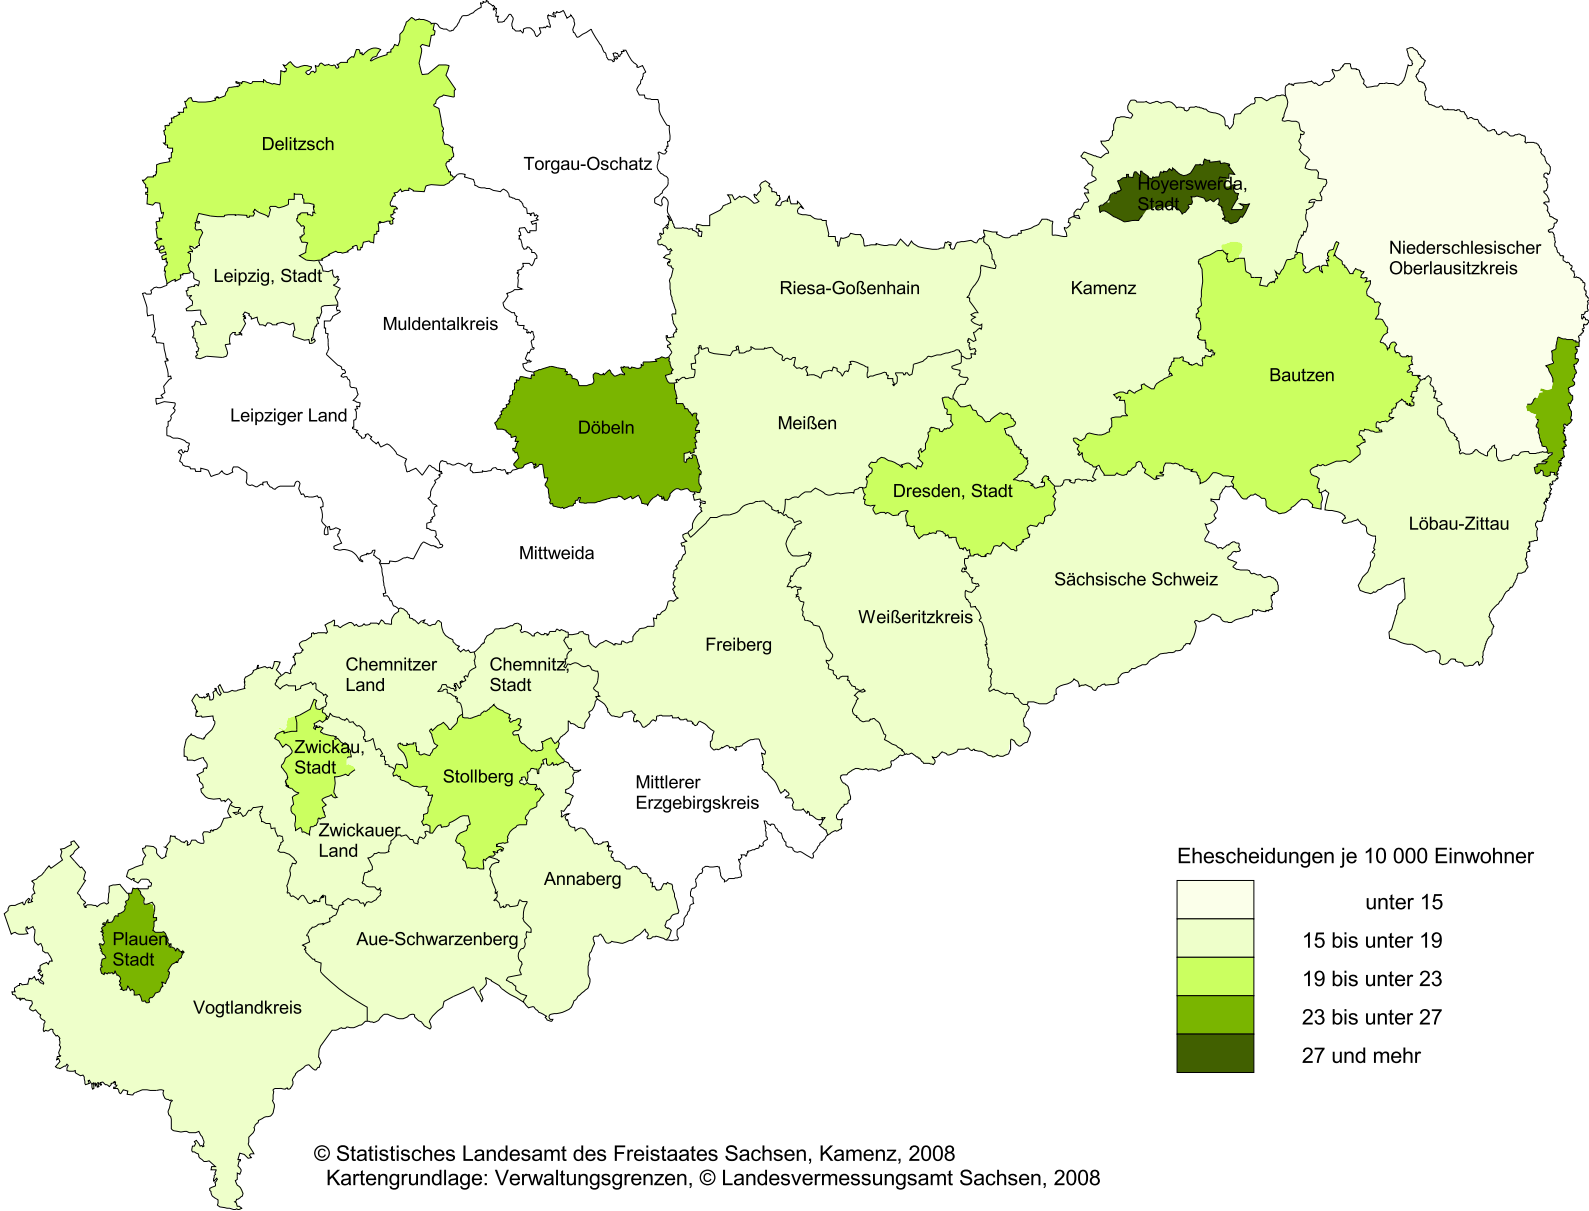 Delitzsch
Torgau-Oschatz
Hoyerswerda,
Stadt
Niederschlesischer
Oberlausitzkreis
Leipzig, Stadt
Riesa-Goßenhain
Kamenz
Muldentalkreis
Bautzen
Leipziger Land
Döbeln
Meißen
Dresden, Stadt
Löbau-Zittau
Mittweida
Sächsische Schweiz
Weißeritzkreis
Freiberg
Chemnitzer
Land
Chemnitz,
Stadt
Zwickau,
Stadt
Stollberg
Mittlerer
Erzgebirgskreis
Zwickauer
Land
Annaberg
Plauen
Stadt
Aue-Schwarzenberg
Vogtlandkreis
Ehescheidungen je 10 000 Einwohner
unter 15
15 bis unter 19
19 bis unter 23
23 bis unter 27
27 und mehr
© Statistisches Landesamt des Freistaates Sachsen, Kamenz, 2008
Kartengrundlage: Verwaltungsgrenzen, © Landesvermessungsamt Sachsen, 2008